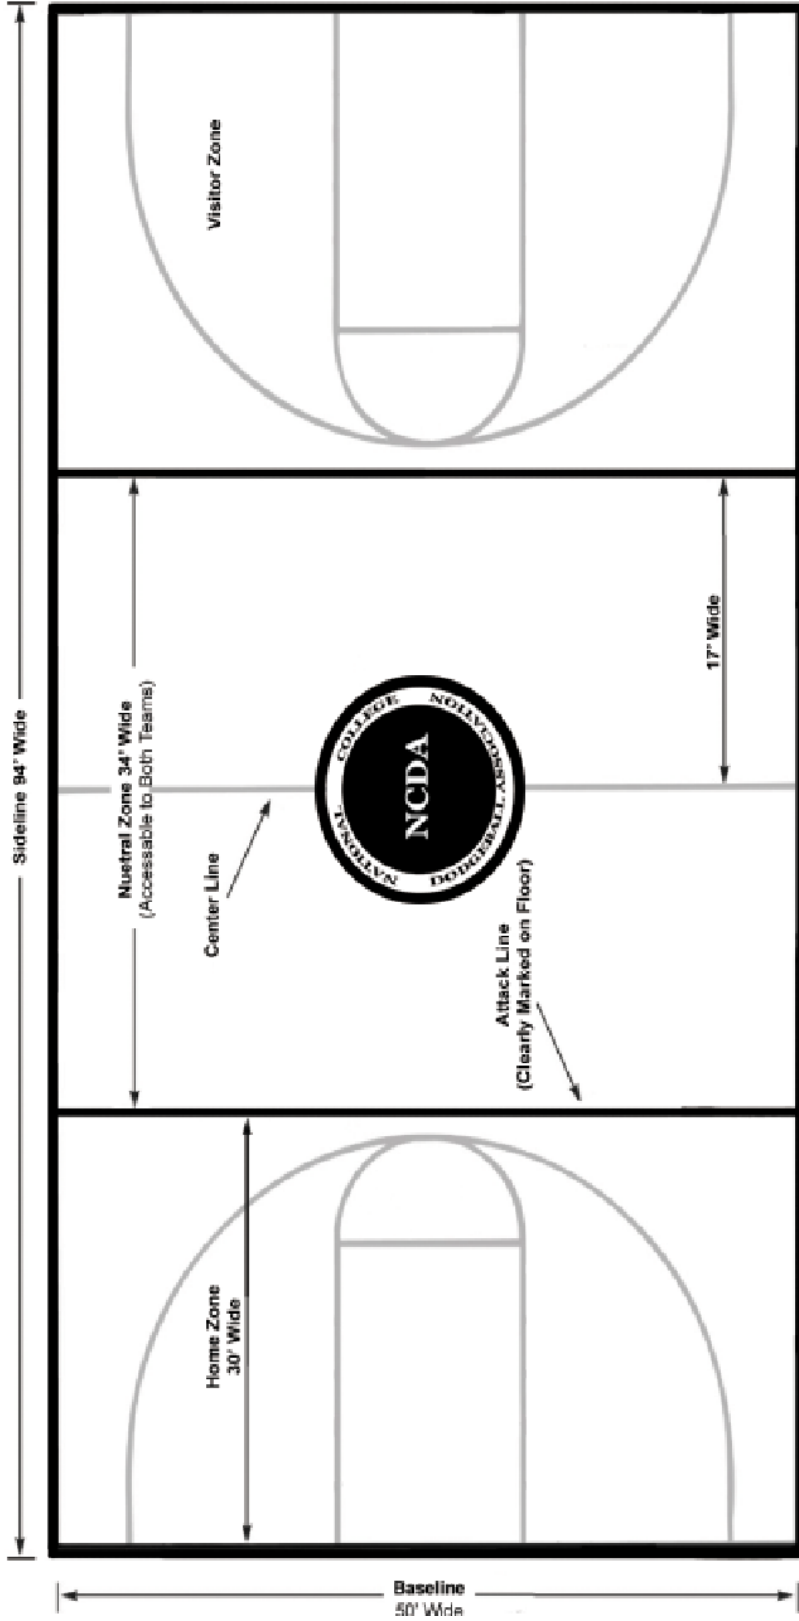 Visitor Zone
Sideline 94' Wide
Nuetral Zone 34' Wide
(Accessable to Both Teams)
17' Wide
NATIONAL COLLEGE
DODGEBALL ASSOCIATION
NCDA
Center Line
Attack Line
(Clearly Marked on Floor)
Home Zone
30' Wide
Baseline
50' Wide